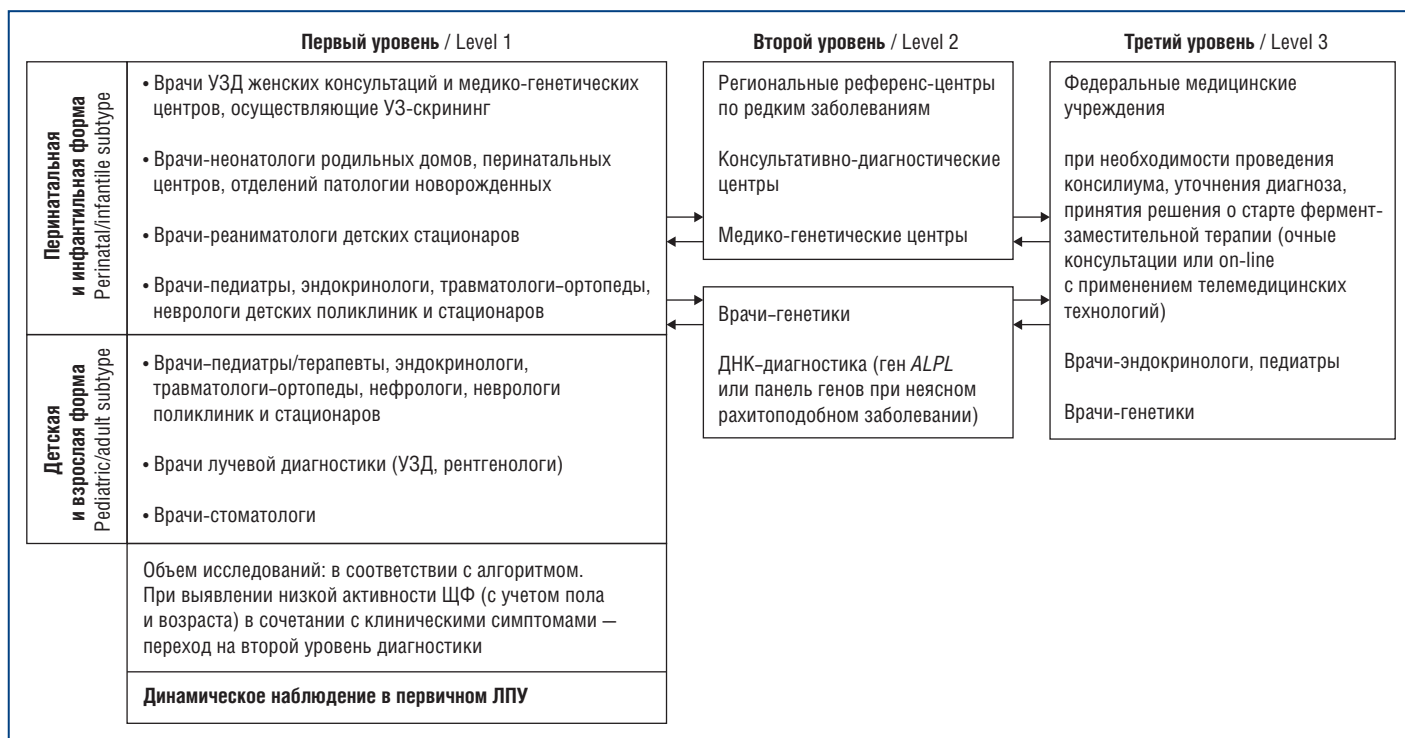 Первый уровень / Level 1
Второй уровень / Level 2
Третий уровень / Level 3
Перинатальная
и инфантильная форма
Perinatal/infantile subtype
• Врачи УЗД женских консультаций и медико-генетических
центров, осуществляющие УЗ-скрининг
• Врачи-неонатологи родильных домов, перинатальных
центров, отделений патологии новорожденных
• Врачи-реаниматологи детских стационаров
• Врачи-педиатры, эндокринологи, травматологи–ортопеды,
неврологи детских поликлиник и стационаров
Детская
и взрослая форма
Pediatric/adult subtype
• Врачи–педиатры/терапевты, эндокринологи,
травматологи–ортопеды, нефрологи, неврологи
поликлиник и стационаров
• Врачи лучевой диагностики (УЗД, рентгенологи)
• Врачи-стоматологи
Объем исследований: в соответствии с алгоритмом.
При выявлении низкой активности ЩФ (с учетом пола
и возраста) в сочетании с клиническими симптомами —
переход на второй уровень диагностики
Динамическое наблюдение в первичном ЛПУ
Региональные референс-центры
по редким заболеваниям
Консультативно-диагностические
центры
Медико-генетические центры
Врачи–генетики
ДНК–диагностика (ген ALPL
или панель генов при неясном
рахитоподобном заболевании)
Федеральные медицинские
учреждения
при необходимости проведения
консилиума, уточнения диагноза,
принятия решения о старте фермент-
заместительной терапии (очные
консультации или on-line
с применением телемедицинских
технологий)
Врачи-эндокринологи, педиатры
Врачи-генетики